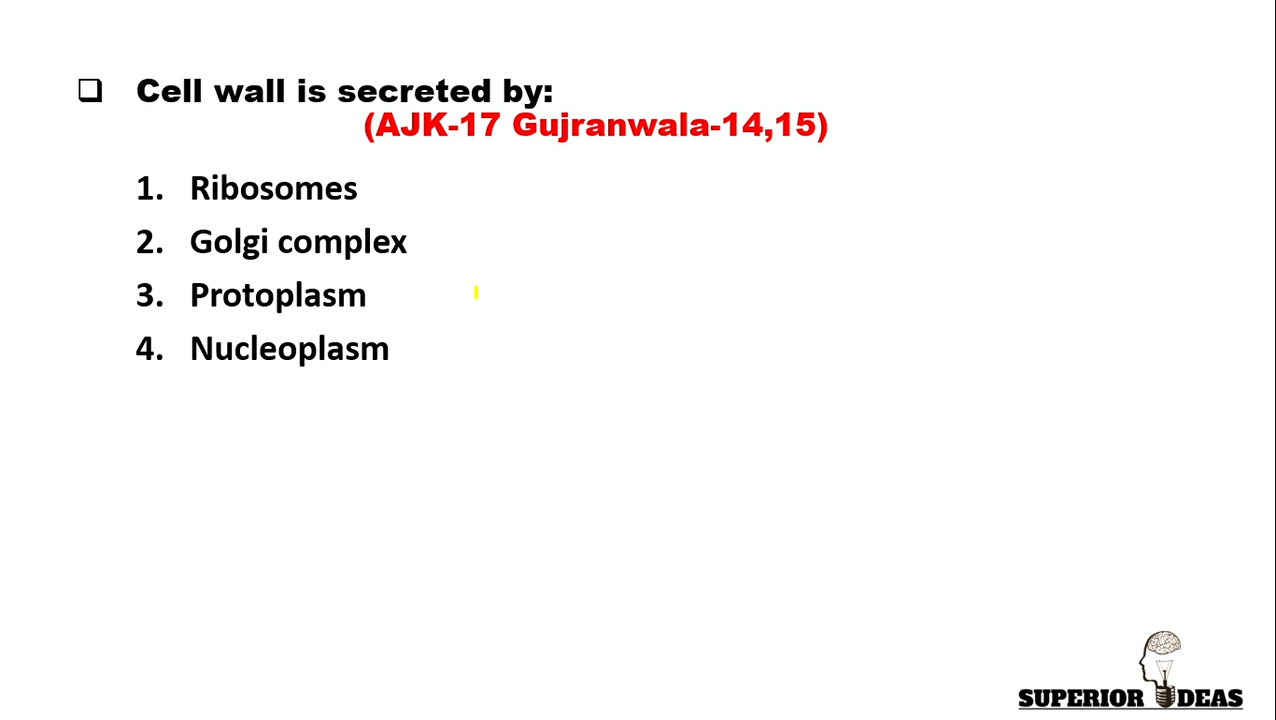 ❑ Cell wall is secreted by:
(AJK-17 Gujranwala-14,15)
1. Ribosomes
2. Golgi complex
3. Protoplasm
4. Nucleoplasm
SUPERIOR IDEAS